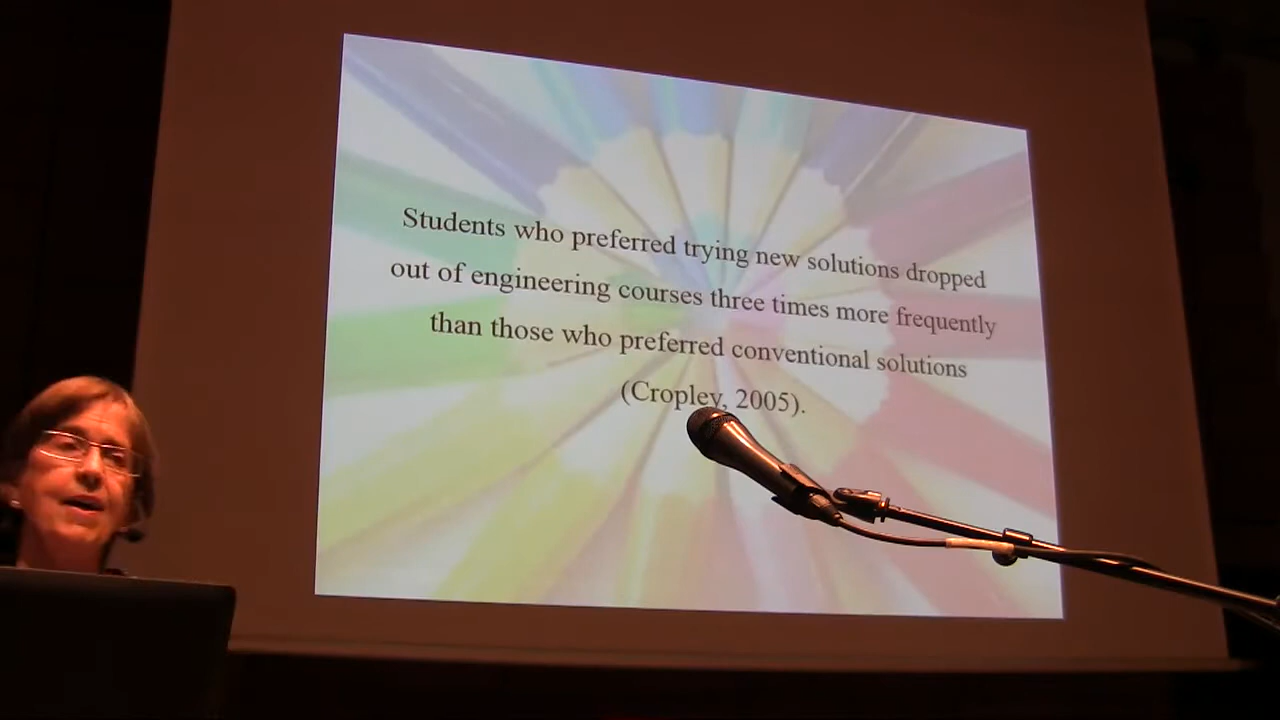 Students who preferred trying new solutions dropped
out of engineering courses three times more frequently
than those who preferred conventional solutions
(Cropley, 2005).